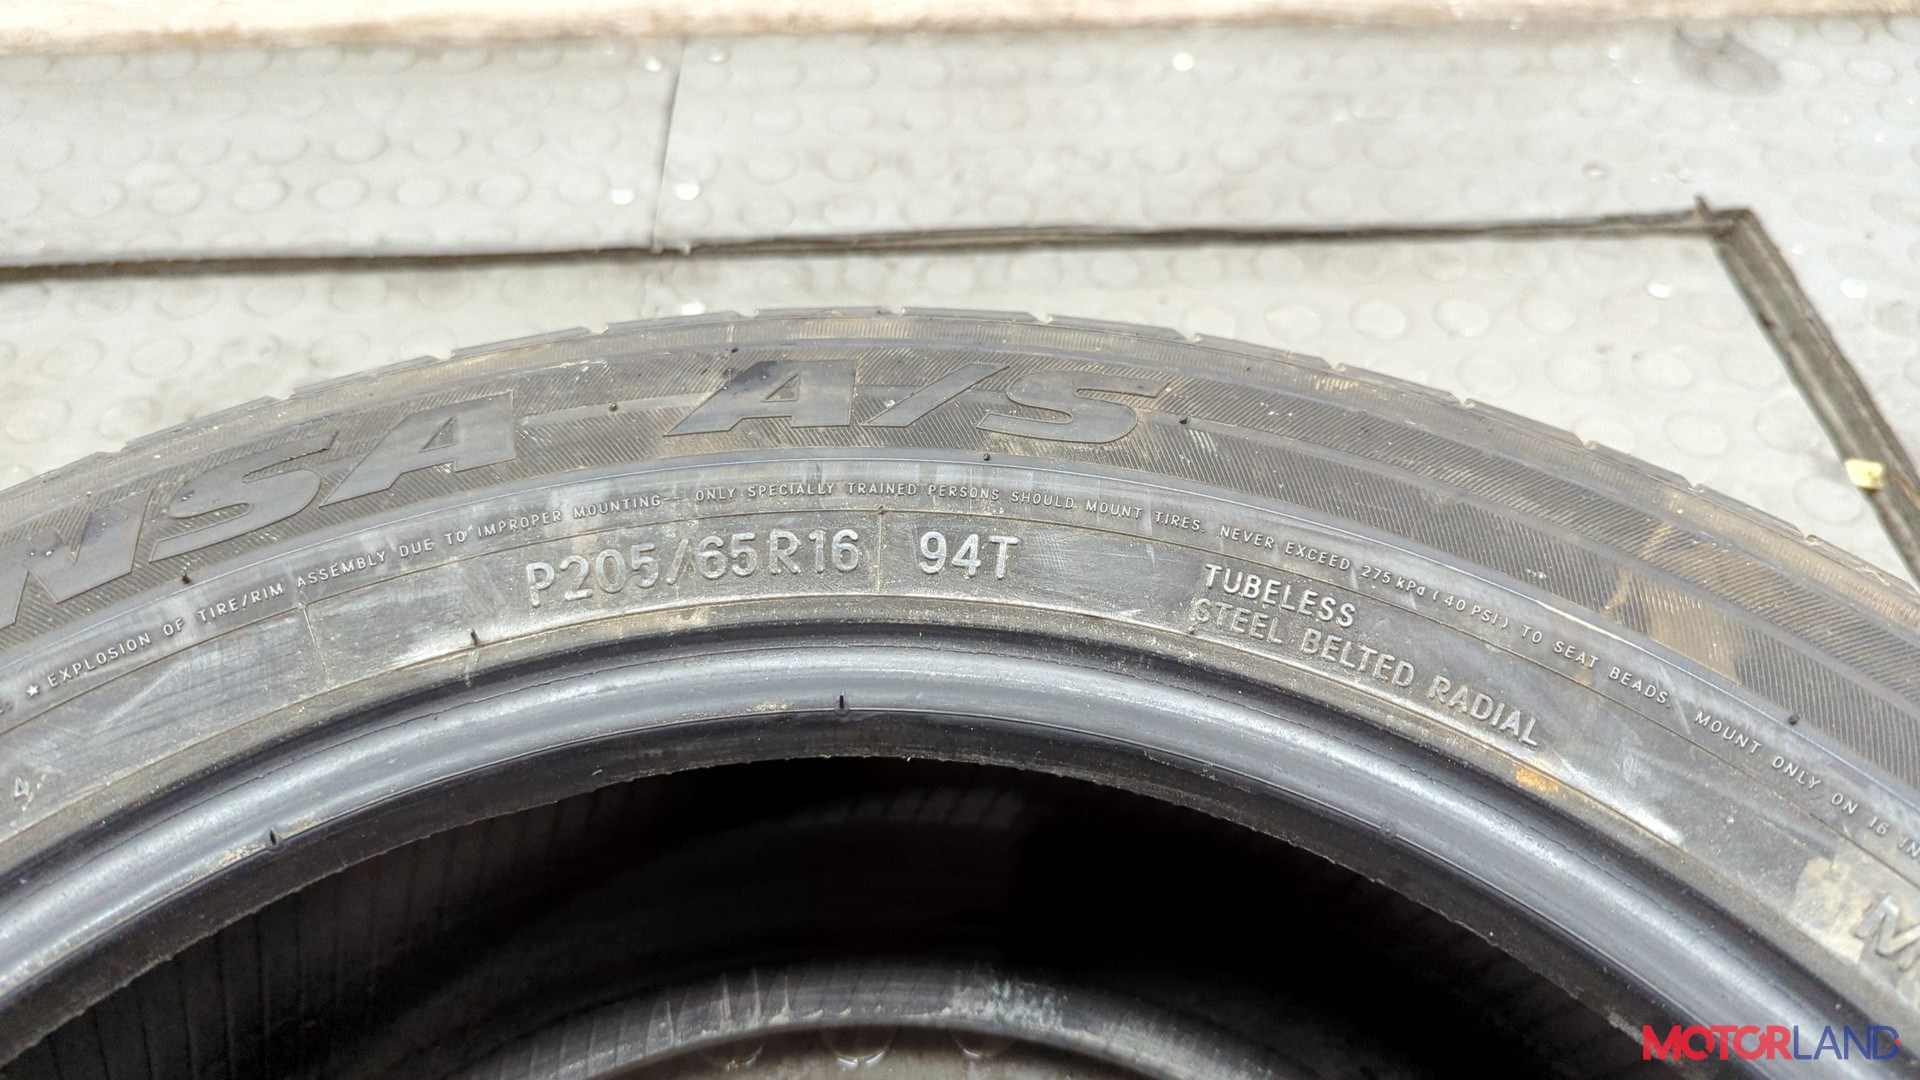 NSA A/S
★ EXPLOSION OF TIRE/RIM ASSEMBLY DUE TO IMPROPER MOUNTING-- ONLY SPECIALLY TRAINED PERSONS SHOULD MOUNT TIRES. NEVER EXCEED 275 kPa (40 PSI) TO SEAT BEADS. MOUNT ONLY ON 16 IN
P205/65R16 94T
TUBELESS
STEEL BELTED RADIAL
4
M
MOTORLAND